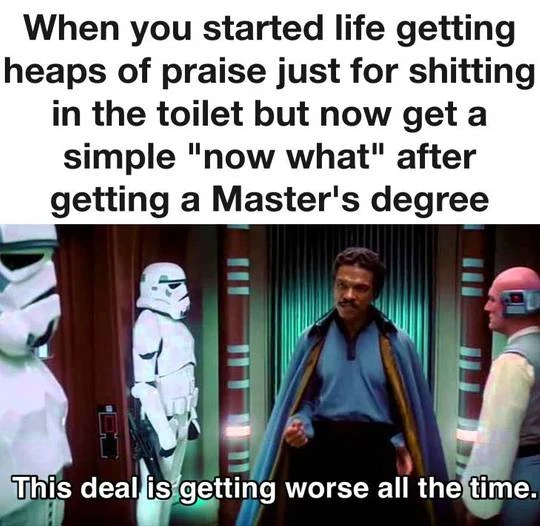 When you started life getting
heaps of praise just for shitting
in the toilet but now get a
simple "now what" after
getting a Master's degree
This deal is getting worse all the time.